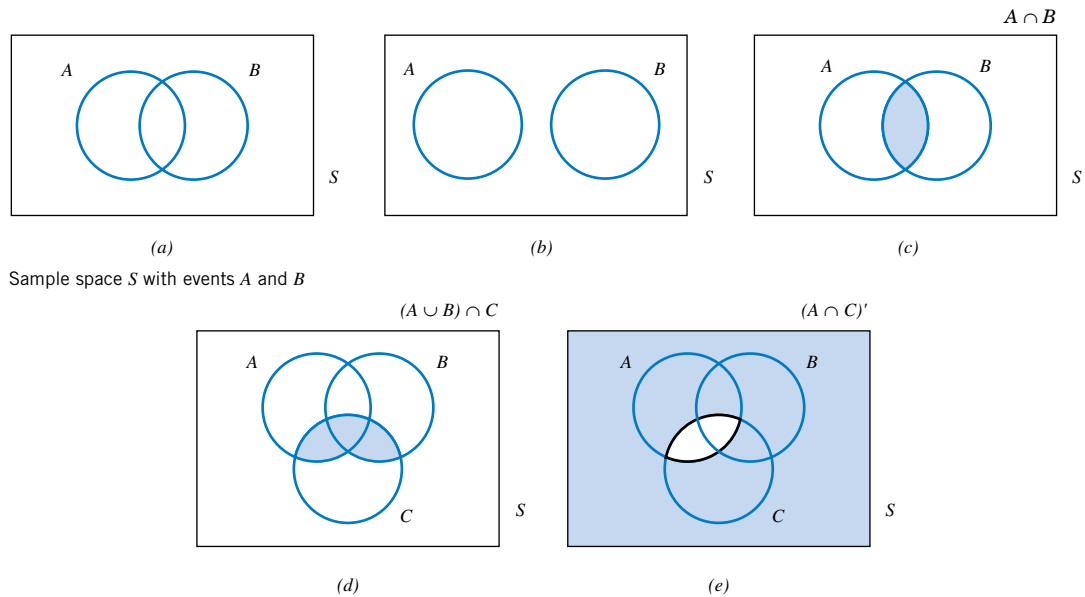 A ∩ B
A
B
S
A
B
S
A
B
S
(a)
(b)
(c)
Sample space S with events A and B
(A ∪ B) ∩ C
(A ∩ C)'
A
B
C
S
A
B
C
S
(d)
(e)